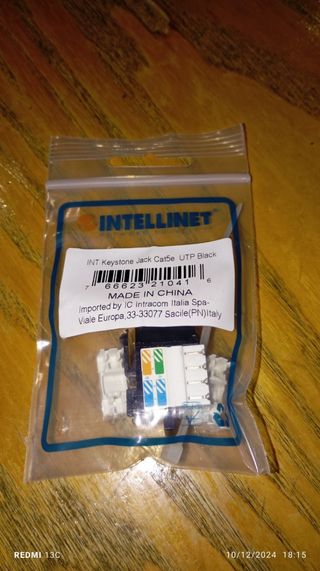 INTELLINET
INT Keystone Jack Cat5e UTP Black
7 66623 21041 6
MADE IN CHINA
Imported by IC Intracom Italia Spa-
Viale Europa,33-33077 Sacile(PN)Italy
REDMI 13C
10/12/2024 18:15